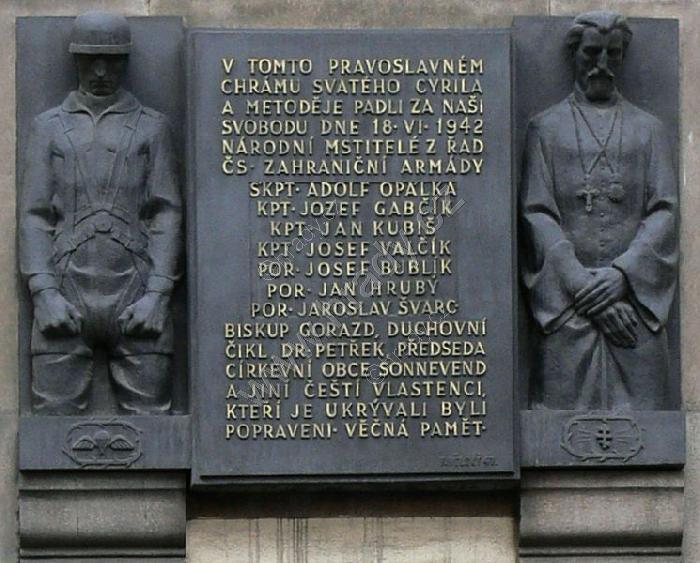 V TOMTO PRAVOSLAVNÉM
CHRÁMU SVATÉHO CYRILA
A METODĚJE PADLI ZA NAŠI
SVOBODU DNE 18·VI·1942
NÁRODNÍ MSTITELÉ Z ŘAD
ČS· ZAHRANIČNÍ ARMÁDY
ŠKPT· ADOLF OPÁLKA
KPT· JOZEF GABČÍK
KPT· JAN KUBIŠ
KPT· JOSEF VALČÍK
POR· JOSEF BUBLÍK
POR· JAN HRUBÝ
POR· JAROSLAV ŠVARC·
BISKUP GORAZD, DUCHOVNÍ
ČIKL, DR· PETŘEK, PŘEDSEDA
CÍRKEVNÍ OBCE SONNEVEND
A JINÍ ČEŠTÍ VLASTENCI,
KTEŘÍ JE UKRÝVALI BYLI
POPRAVENI· VĚČNÁ PAMĚŤ·